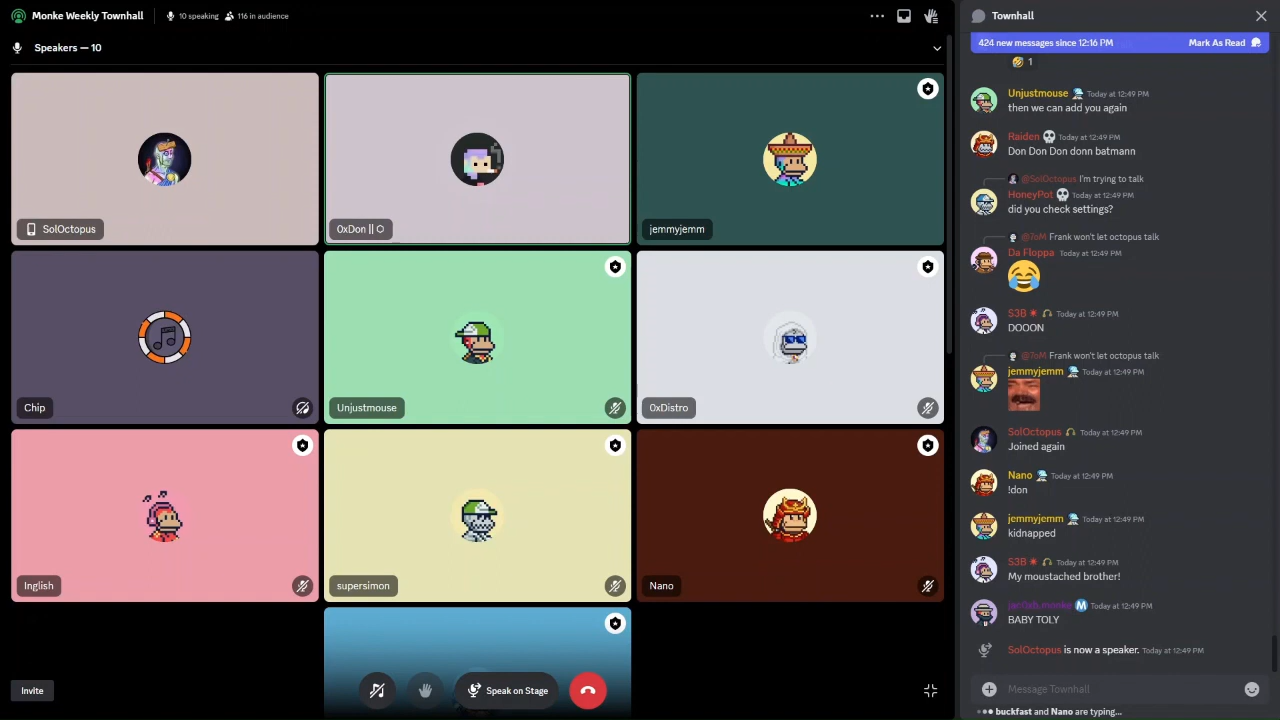 Monke Weekly Townhall
10 speaking
116 in audience
Speakers — 10
SolOctopus
0xDon || ⬡
jemmyjemm
Chip
Unjustmouse
0xDistro
Inglish
supersimon
Nano
Invite
Speak on Stage
Townhall
424 new messages since 12:16 PM
Mark As Read
🤣 1
Unjustmouse Today at 12:49 PM
then we can add you again
Raiden 💀 Today at 12:49 PM
Don Don Don donn batmann
@SolOctopus I'm trying to talk
HoneyPot 💀 Today at 12:49 PM
did you check settings?
@7oM Frank won't let octopus talk
Da Floppa Today at 12:49 PM
😂
S3B Today at 12:49 PM
DOOON
@7oM Frank won't let octopus talk
jemmyjemm Today at 12:49 PM
SolOctopus Today at 12:49 PM
Joined again
Nano Today at 12:49 PM
!don
jemmyjemm Today at 12:49 PM
kidnapped
S3B Today at 12:49 PM
My moustached brother!
jac0xb.monke M Today at 12:49 PM
BABY TOLY
SolOctopus is now a speaker. Today at 12:49 PM
Message Townhall
buckfast and Nano are typing...